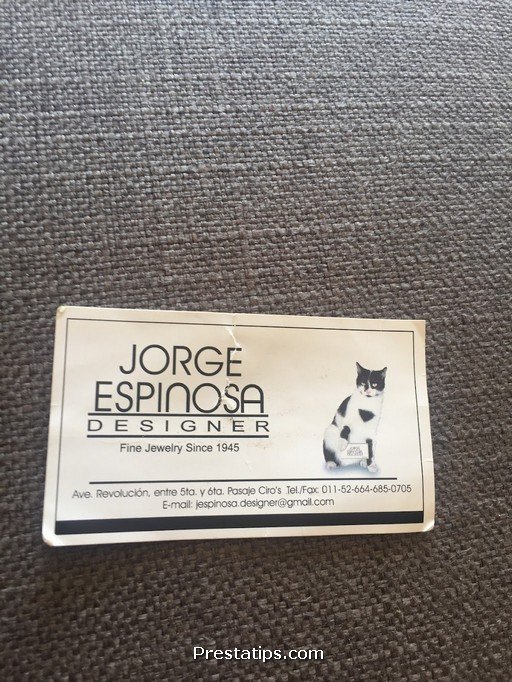 JORGE
ESPINOSA
DESIGNER
Fine Jewelry Since 1945
Ave. Revolución, entre 5ta. y 6ta. Pasaje Ciro's Tel./Fax: 011-52-664-685-0705
E-mail: jespinosa.designer@gmail.com
Prestatips.com